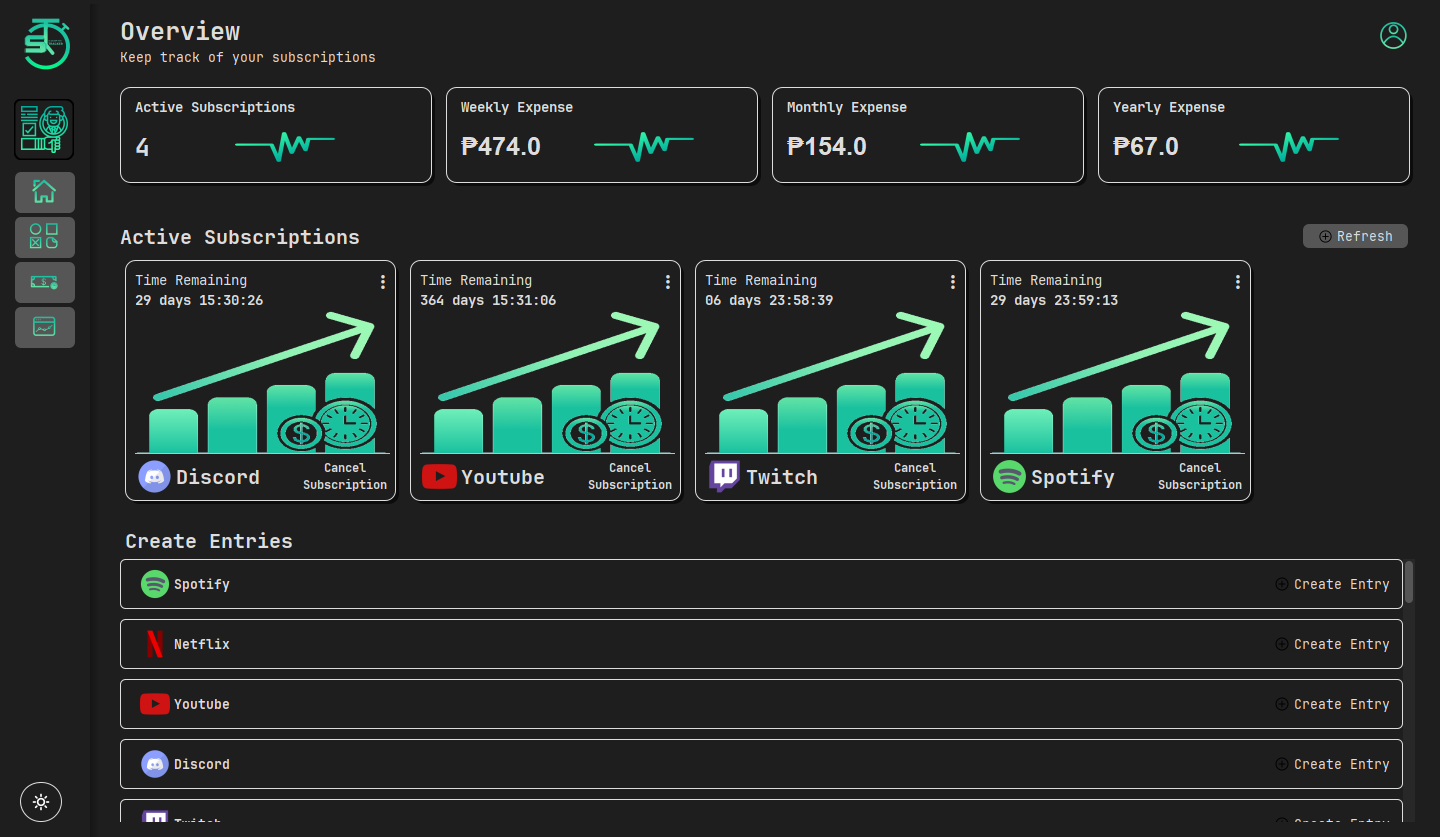 Overview
Keep track of your subscriptions
Active Subscriptions
4
Weekly Expense
₱474.0
Monthly Expense
₱154.0
Yearly Expense
₱67.0
Active Subscriptions
Refresh
Time Remaining
29 days 15:30:26
Discord
Cancel
Subscription
Time Remaining
364 days 15:31:06
Youtube
Cancel
Subscription
Time Remaining
06 days 23:58:39
Twitch
Cancel
Subscription
Time Remaining
29 days 23:59:13
Spotify
Cancel
Subscription
Create Entries
Spotify
Create Entry
Netflix
Create Entry
Youtube
Create Entry
Discord
Create Entry
Twitch
Create Entry